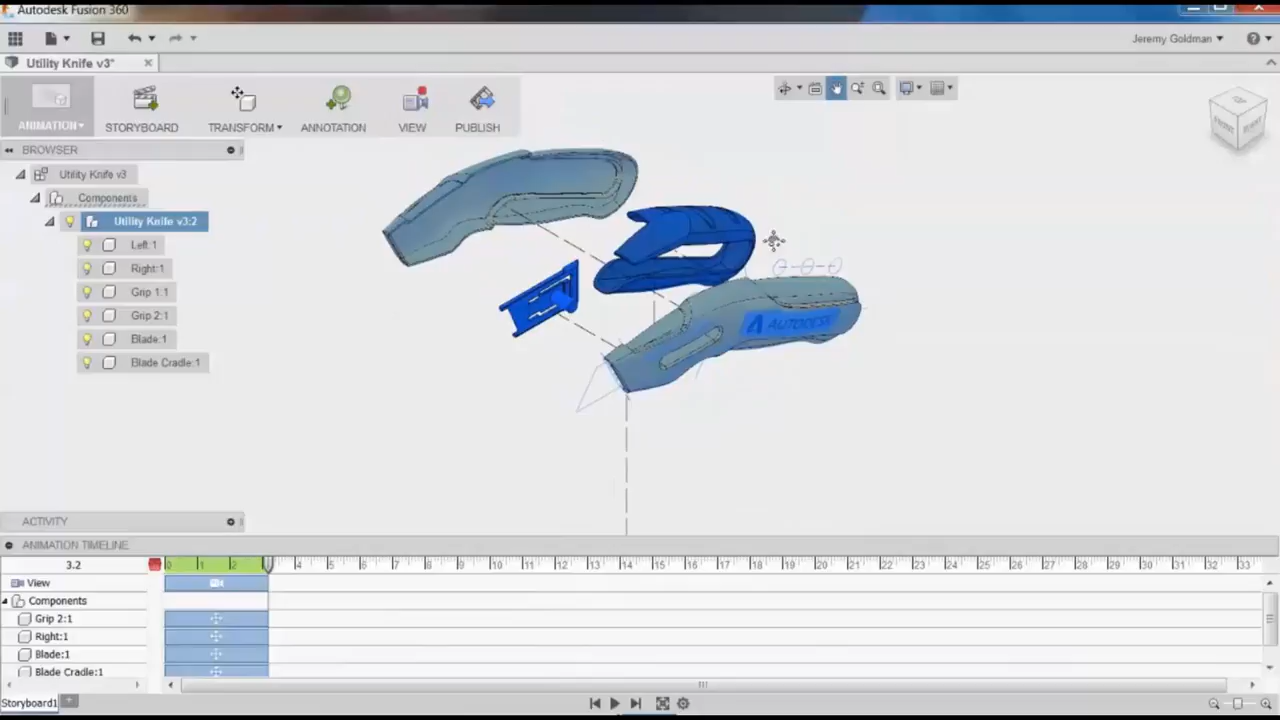 Autodesk Fusion 360
Jeremy Goldman
Utility Knife v3*
ANIMATION
STORYBOARD
TRANSFORM
ANNOTATION
VIEW
PUBLISH
FRONT
BROWSER
Utility Knife v3
Components
Utility Knife v3:2
Left:1
Right:1
Grip 1:1
Grip 2:1
Blade:1
Blade Cradle:1
AUTODESK
ACTIVITY
ANIMATION TIMELINE
3.2
0 1 2 4 5 6 7 8 9 10 11 12 13 14 15 16 17 18 19 20 21 22 23 24 25 26 27 28 29 30 31 32 33
View
Components
Grip 2:1
Right:1
Blade:1
Blade Cradle:1
Storyboard1